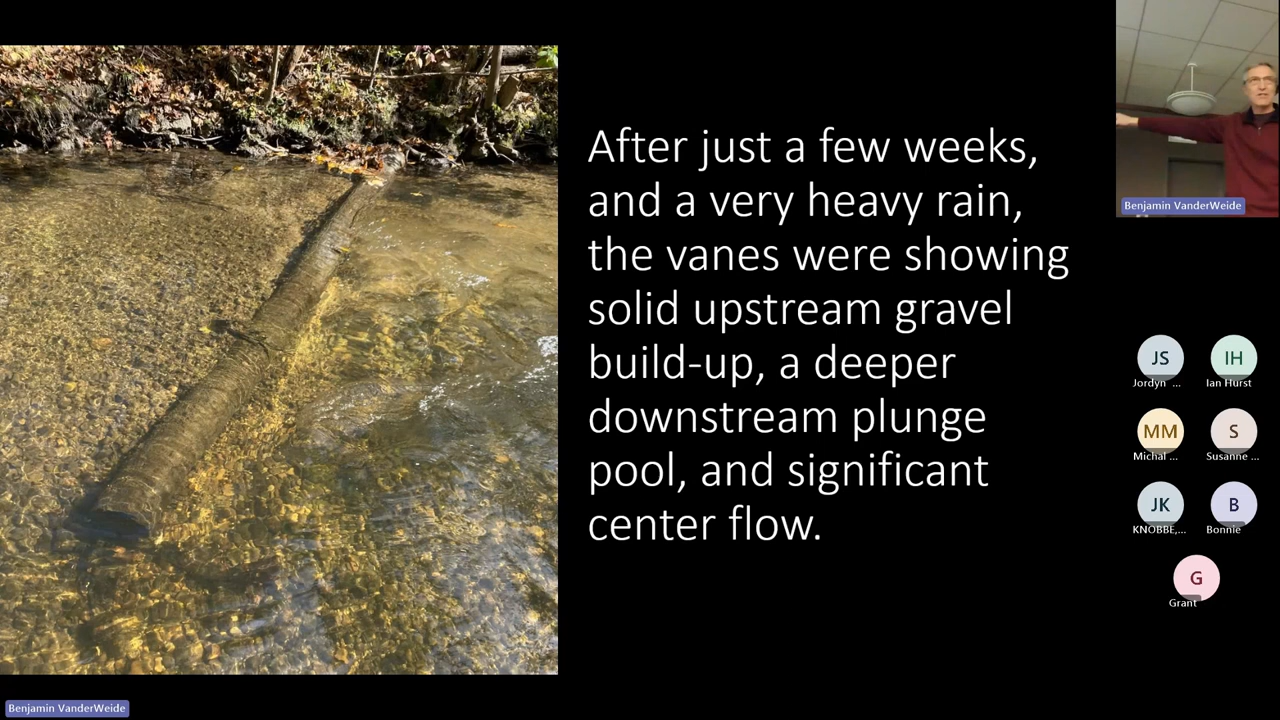 After just a few weeks,
and a very heavy rain,
the vanes were showing
solid upstream gravel
build-up, a deeper
downstream plunge
pool, and significant
center flow.
Benjamin VanderWeide
JS
IH
Jordyn ...
Ian Hurst
MM
S
Michal ...
Susanne ...
JK
B
KNOBBE,...
Bonnie
G
Grant
Benjamin VanderWeide